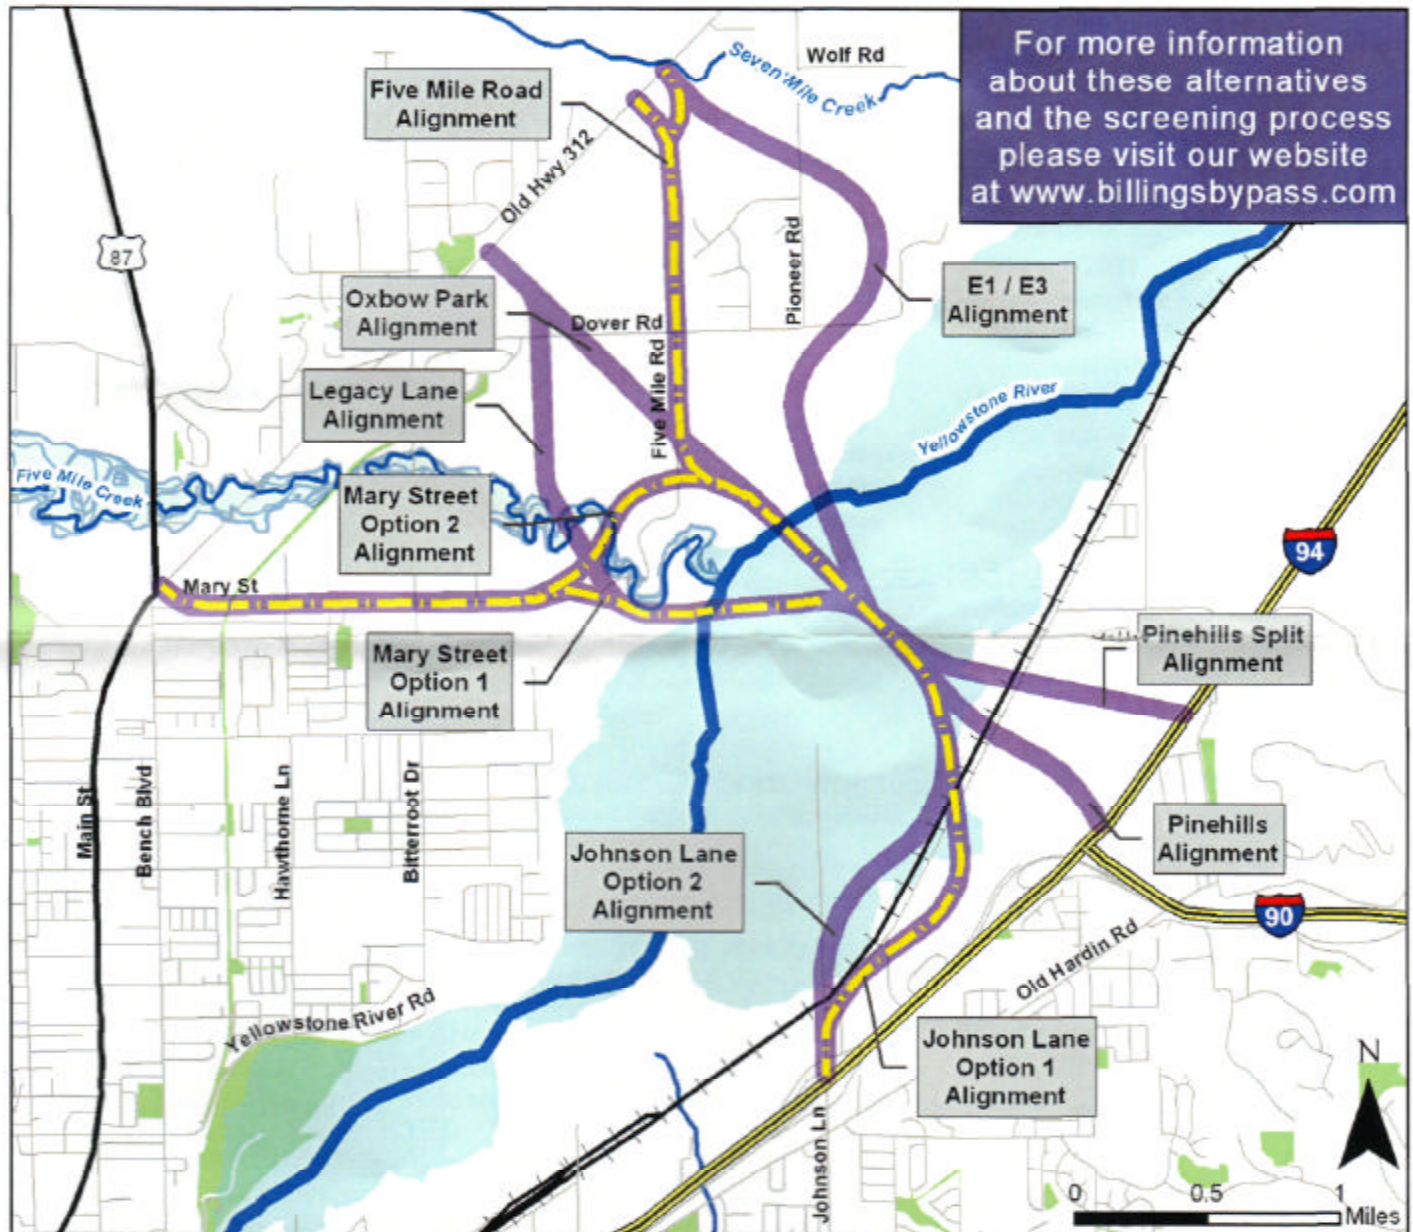 For more information
about these alternatives
and the screening process
please visit our website
at www.billingsbypass.com
Wolf Rd
Seven Mile Creek
Five Mile Road
Alignment
Old Hwy 312
87
Pioneer Rd
E1 / E3
Alignment
Oxbow Park
Alignment
Dover Rd
Five Mile Rd
Legacy Lane
Alignment
Yellowstone River
Five Mile Creek
Mary Street
Option 2
Alignment
94
Mary St
Pinehills Split
Alignment
Mary Street
Option 1
Alignment
Main St
Bench Blvd
Hawthorne Ln
Bitterroot Dr
Pinehills
Alignment
Johnson Lane
Option 2
Alignment
90
Old Hardin Rd
Yellowstone River Rd
Johnson Lane
Option 1
Alignment
Johnson Ln
N
0 0.5 1
Miles